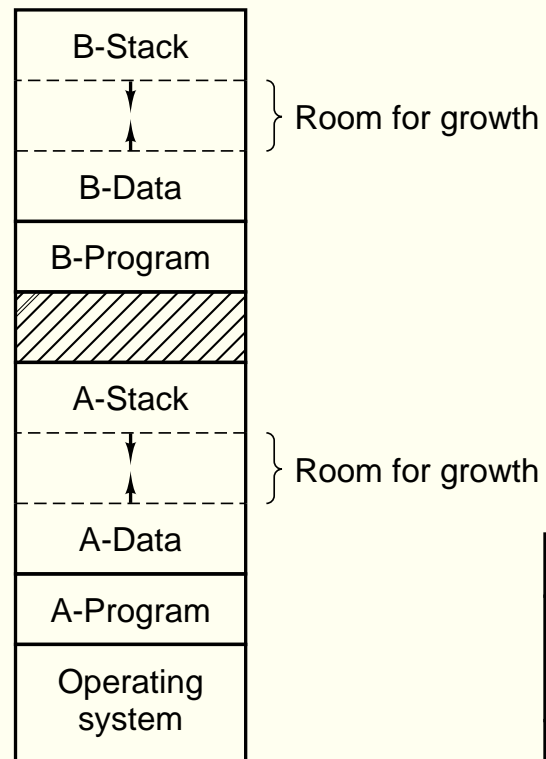 B-Stack
Room for growth
B-Data
B-Program
A-Stack
Room for growth
A-Data
A-Program
Operating
system